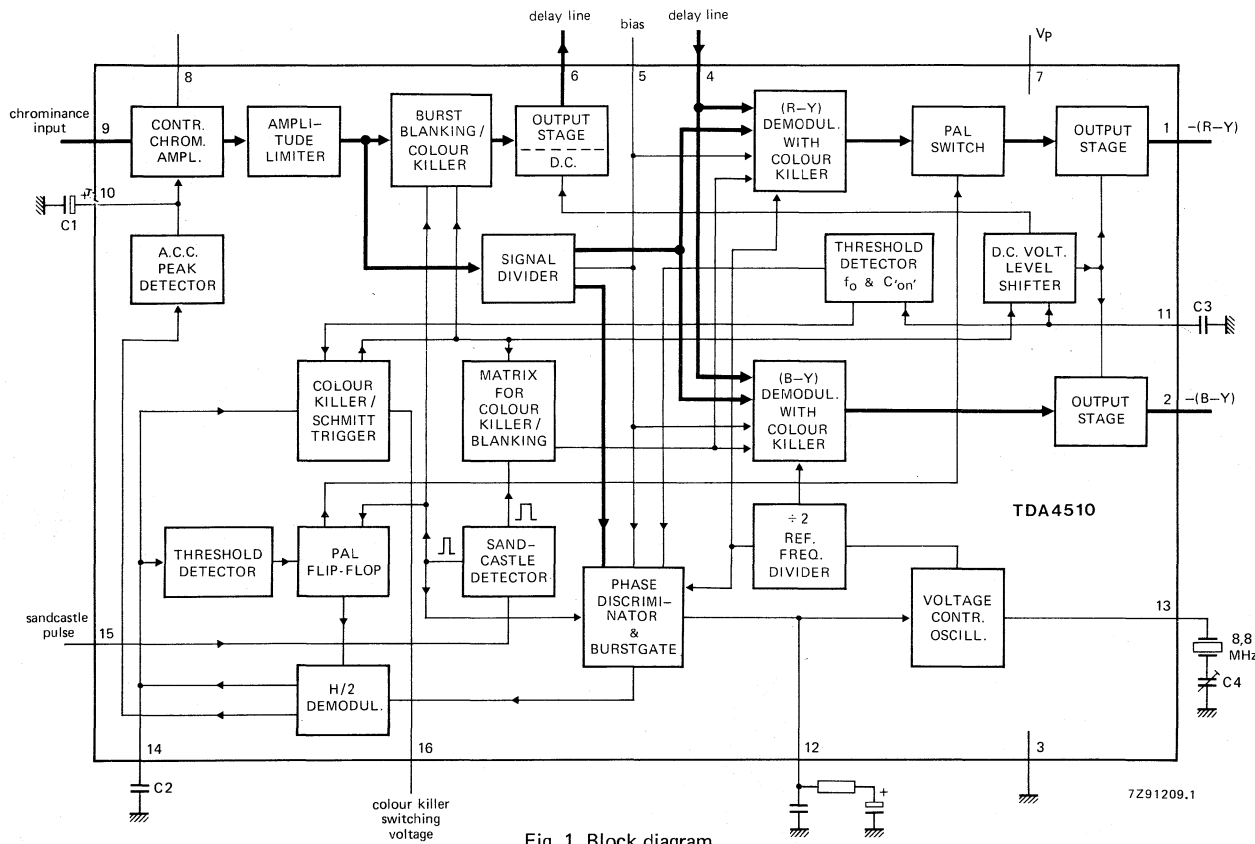 delay line
delay line
bias
Vp
8
6
5
4
7
chrominance
input
9
CONTR.
CHROM.
AMPL.
AMPLI-
TUDE
LIMITER
BURST
BLANKING/
COLOUR
KILLER
OUTPUT
STAGE
D.C.
(R–Y)
DEMODUL.
WITH
COLOUR
KILLER
PAL
SWITCH
OUTPUT
STAGE
1
–(R–Y)
+
10
C1
A.C.C.
PEAK
DETECTOR
SIGNAL
DIVIDER
THRESHOLD
DETECTOR
fo & C'on'
D.C. VOLT.
LEVEL
SHIFTER
11
C3
COLOUR
KILLER/
SCHMITT
TRIGGER
MATRIX
FOR
COLOUR
KILLER/
BLANKING
(B–Y)
DEMODUL.
WITH
COLOUR
KILLER
OUTPUT
STAGE
2
–(B–Y)
THRESHOLD
DETECTOR
PAL
FLIP-FLOP
SAND-
CASTLE
DETECTOR
÷2
REF.
FREQ.
DIVIDER
TDA4510
PHASE
DISCRIMI-
NATOR
&
BURSTGATE
VOLTAGE
CONTR.
OSCILL.
13
8,8
MHz
C4
sandcastle
pulse
15
H/2
DEMODUL.
14
16
12
3
C2
colour killer
switching
voltage
+
7Z91209.1
Fig. 1 Block diagram